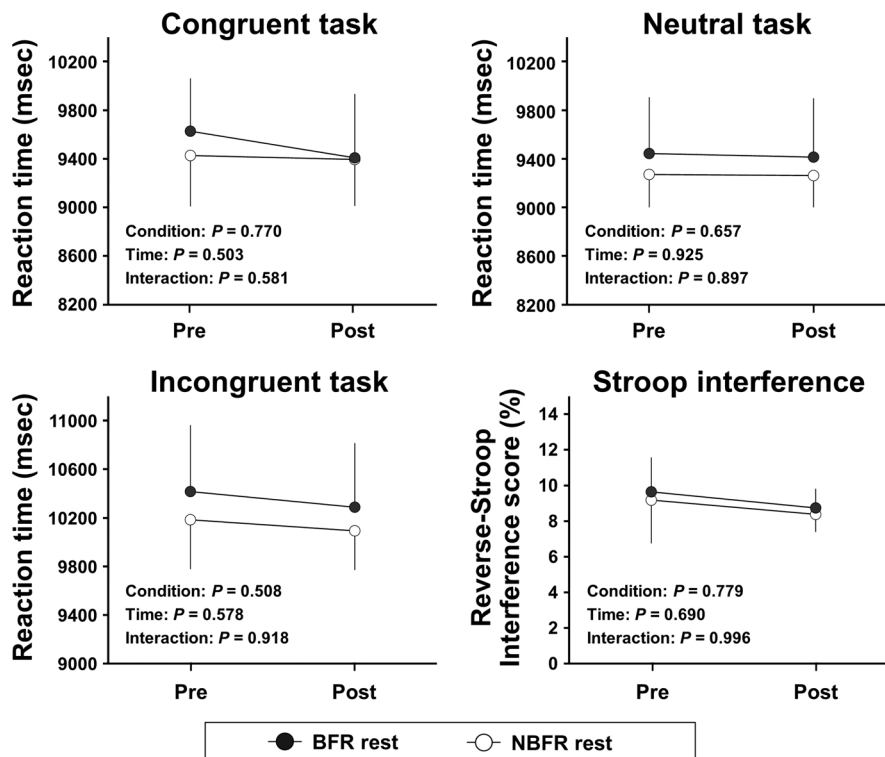 Congruent task
Reaction time (msec)
10200
9800
9400
9000
8600
8200
Condition: P = 0.770
Time: P = 0.503
Interaction: P = 0.581
Pre
Post
Neutral task
Reaction time (msec)
10200
9800
9400
9000
8600
8200
Condition: P = 0.657
Time: P = 0.925
Interaction: P = 0.897
Pre
Post
Incongruent task
Reaction time (msec)
11000
10600
10200
9800
9400
9000
Condition: P = 0.508
Time: P = 0.578
Interaction: P = 0.918
Pre
Post
Stroop interference
Reverse-Stroop
Interference score (%)
14
12
10
8
6
4
2
0
Condition: P = 0.779
Time: P = 0.690
Interaction: P = 0.996
Pre
Post
BFR rest
NBFR rest